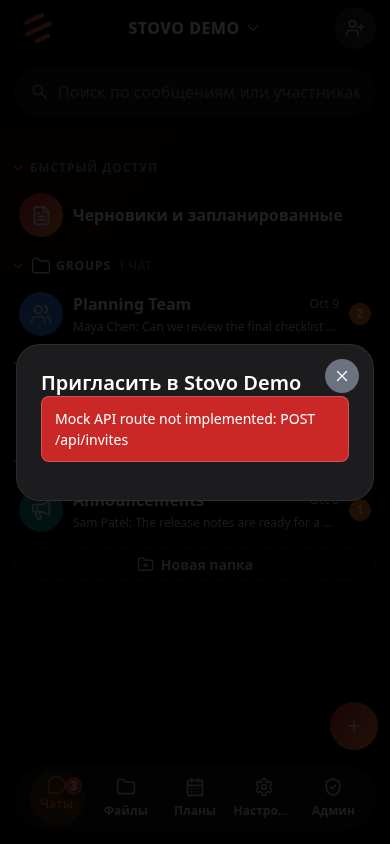 STOVO DEMO
Поиск по сообщениям или участникам
БЫСТРЫЙ ДОСТУП
Черновики и запланированные
GROUPS 1 ЧАТ
Planning Team Oct 9
Maya Chen: Can we review the final checklist ... 2
Пригласить в Stovo Demo
Mock API route not implemented: POST
/api/invites
Announcements
Sam Patel: The release notes are ready for a ... 1
Новая папка
3
Чаты Файлы Планы Настро... Админ